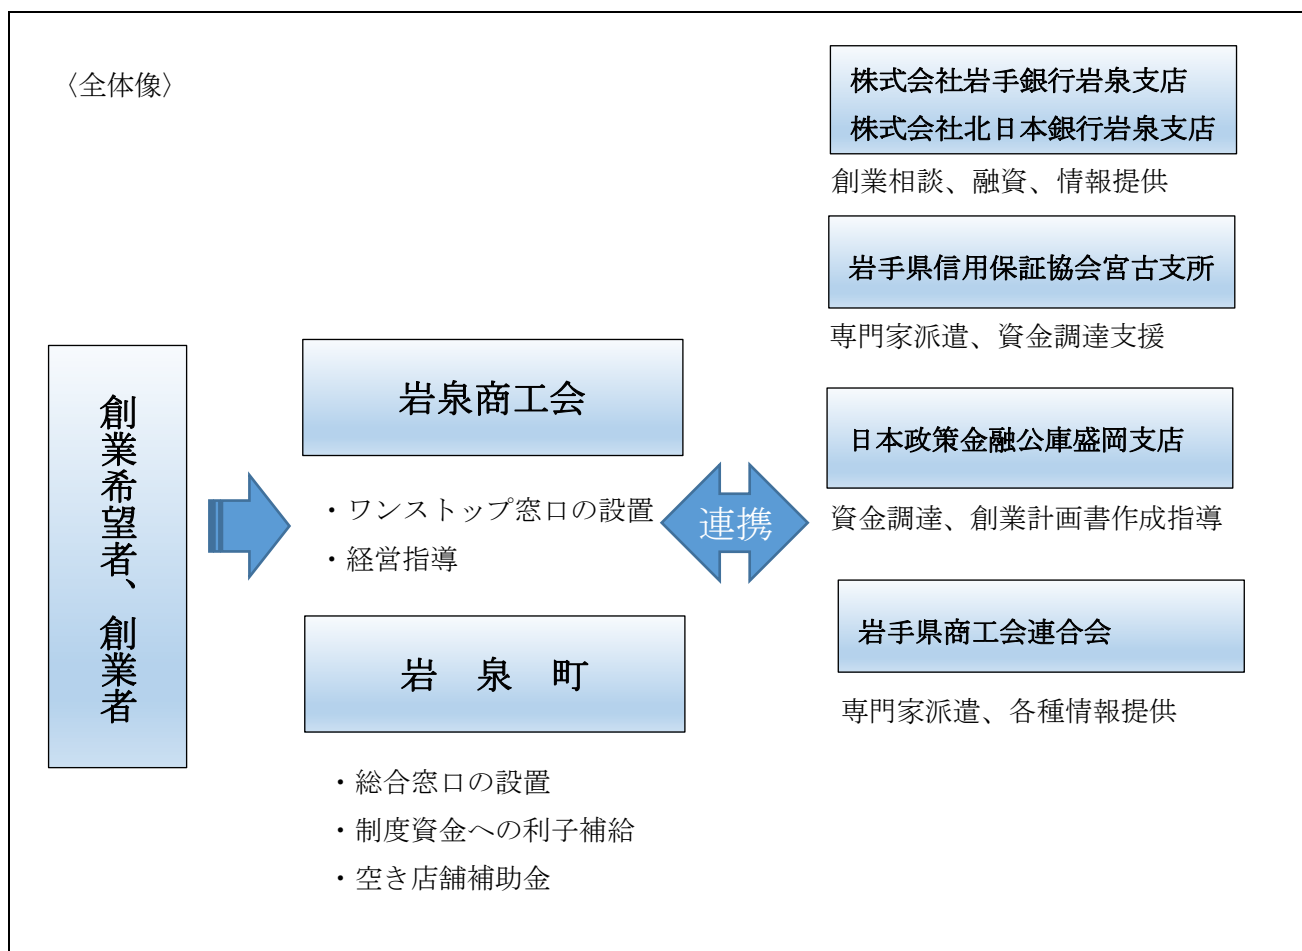 〈全体像〉
創業希望者、創業者
岩泉商工会
・ワンストップ窓口の設置
・経営指導
岩　泉　町
・総合窓口の設置
・制度資金への利子補給
・空き店舗補助金
連携
株式会社岩手銀行岩泉支店
株式会社北日本銀行岩泉支店
創業相談、融資、情報提供
岩手県信用保証協会宮古支所
専門家派遣、資金調達支援
日本政策金融公庫盛岡支店
資金調達、創業計画書作成指導
岩手県商工会連合会
専門家派遣、各種情報提供